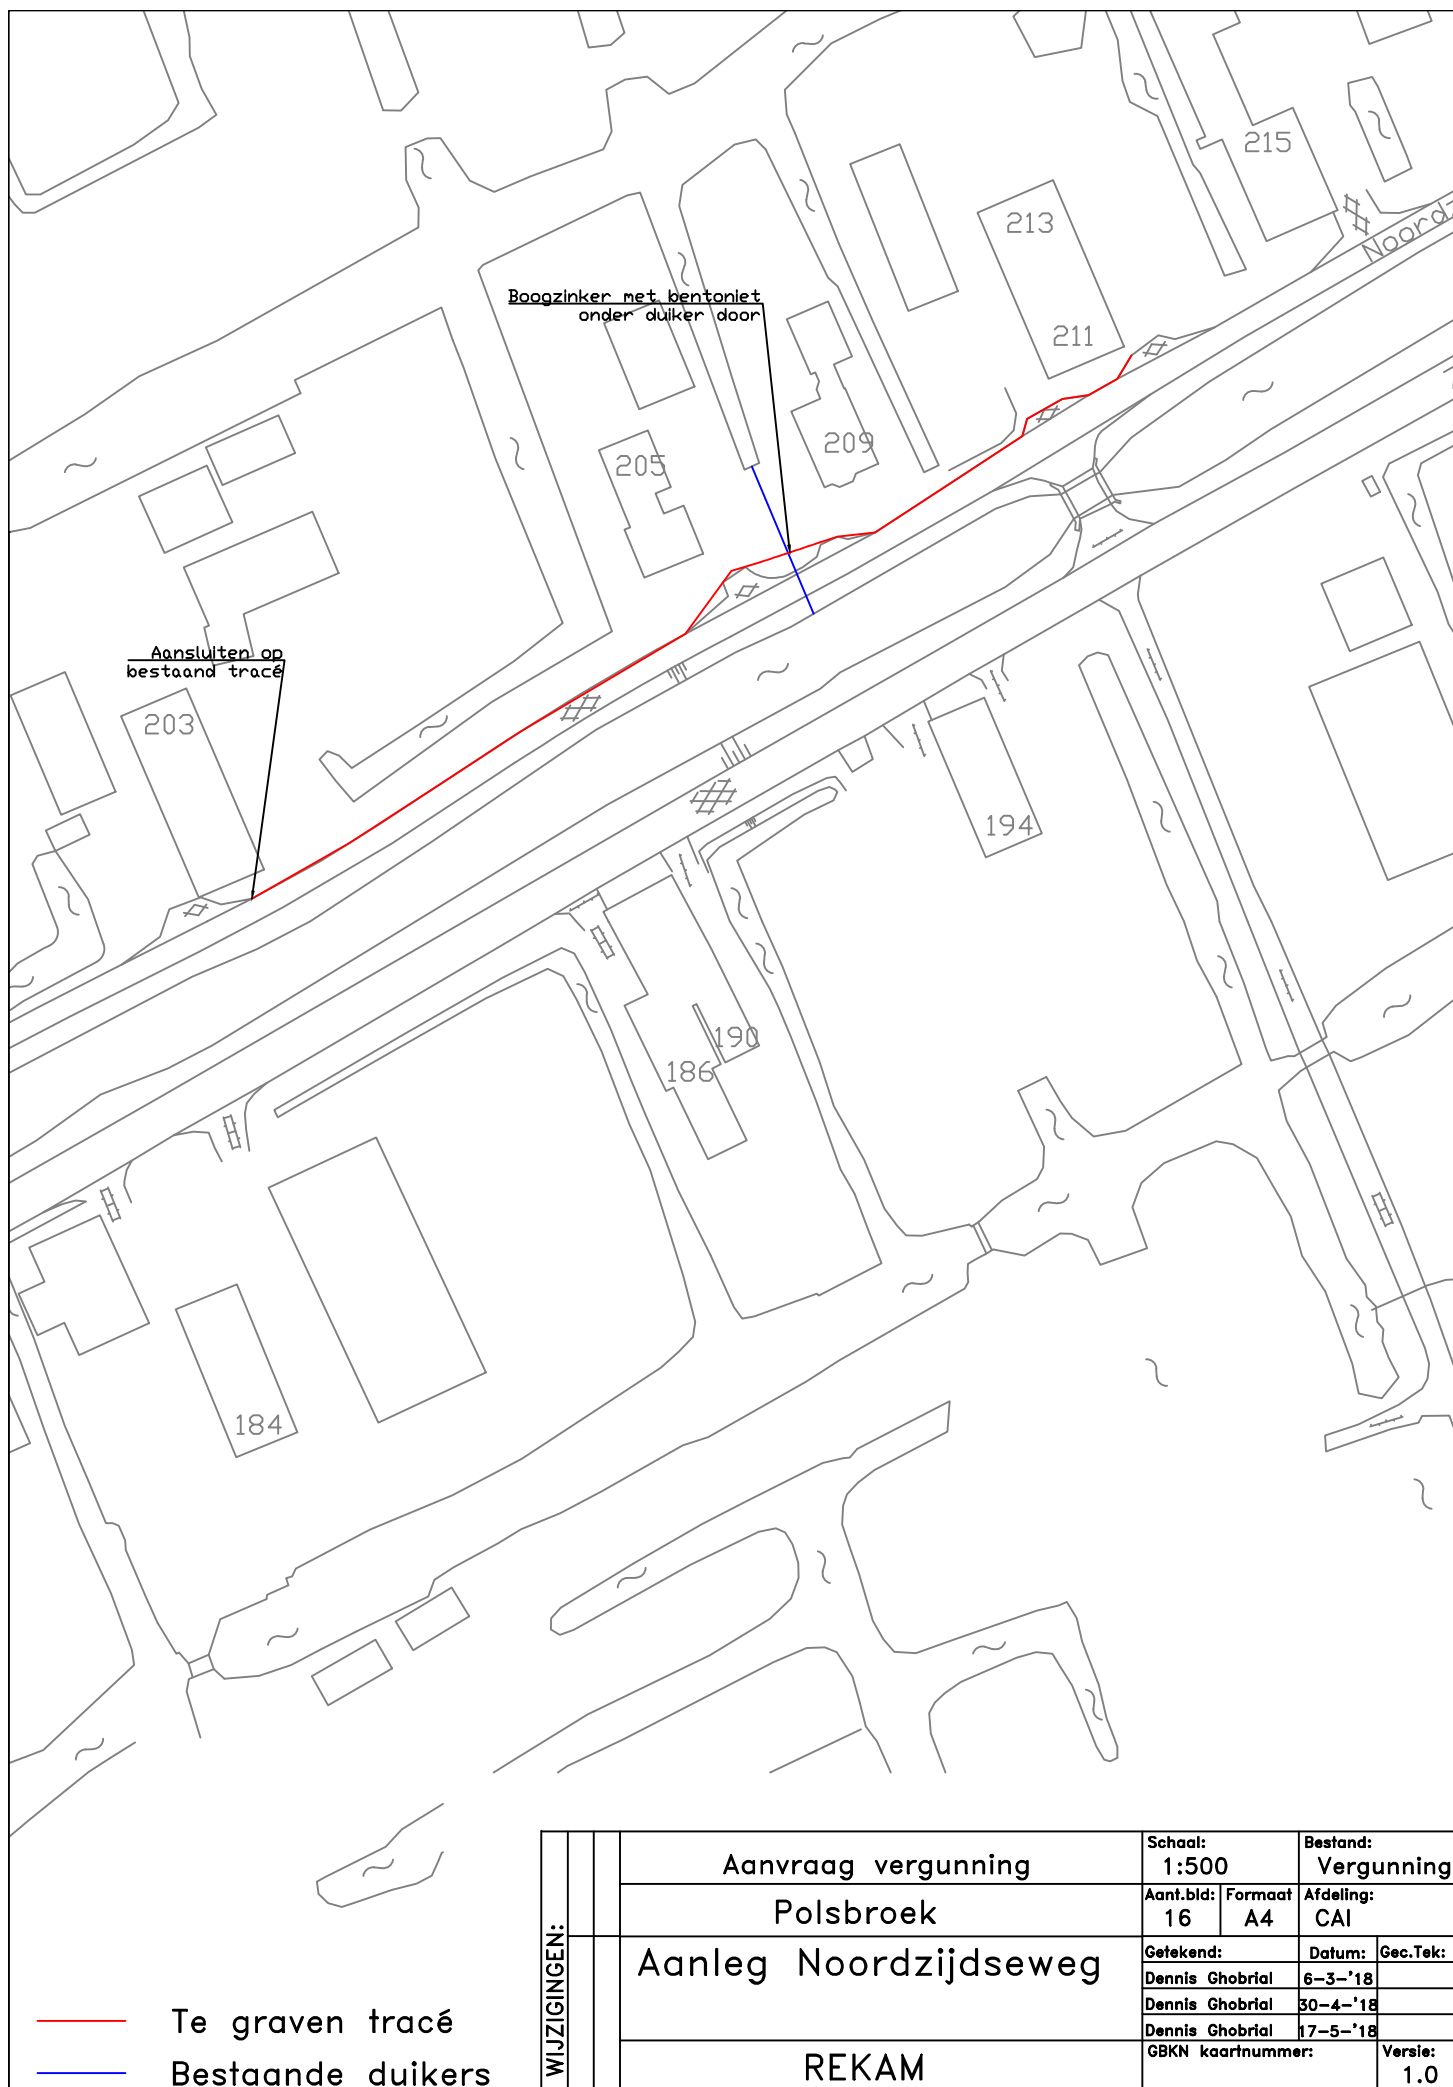 215
213
Noordz
211
Boogzinker met bentoniet
onder duiker door
209
205
Aansluiten op
bestaand tracé
203
194
190
186
184
Te graven tracé
Bestaande duikers
WIJZIGINGEN:
Aanvraag vergunning
Polsbroek
Aanleg Noordzijdseweg
REKAM
Schaal:
1:500
Bestand:
Vergunning
Aant.bld:
16
Formaat
A4
Afdeling:
CAI
Getekend: Datum: Gec.Tek:
Dennis Ghobrial 6-3-'18
Dennis Ghobrial 30-4-'18
Dennis Ghobrial 17-5-'18
GBKN kaartnummer:
Versie:
1.0